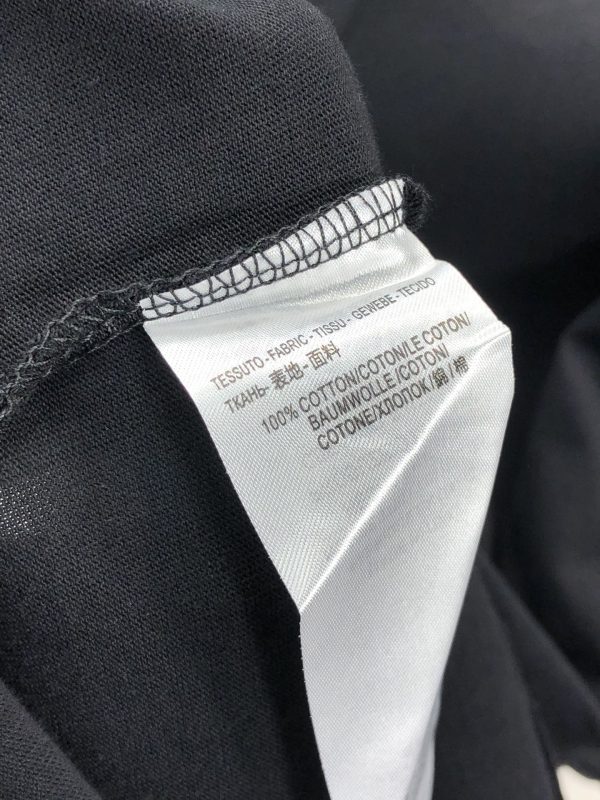 TESSUTO-FABRIC-TISSU-GEWEBE-TECIDO
ТКАНЬ-表地-面料
100% COTTON/COTON/LE COTON/
BAUMWOLLE/COTON/
COTONE/ХЛОПОК/綿/棉